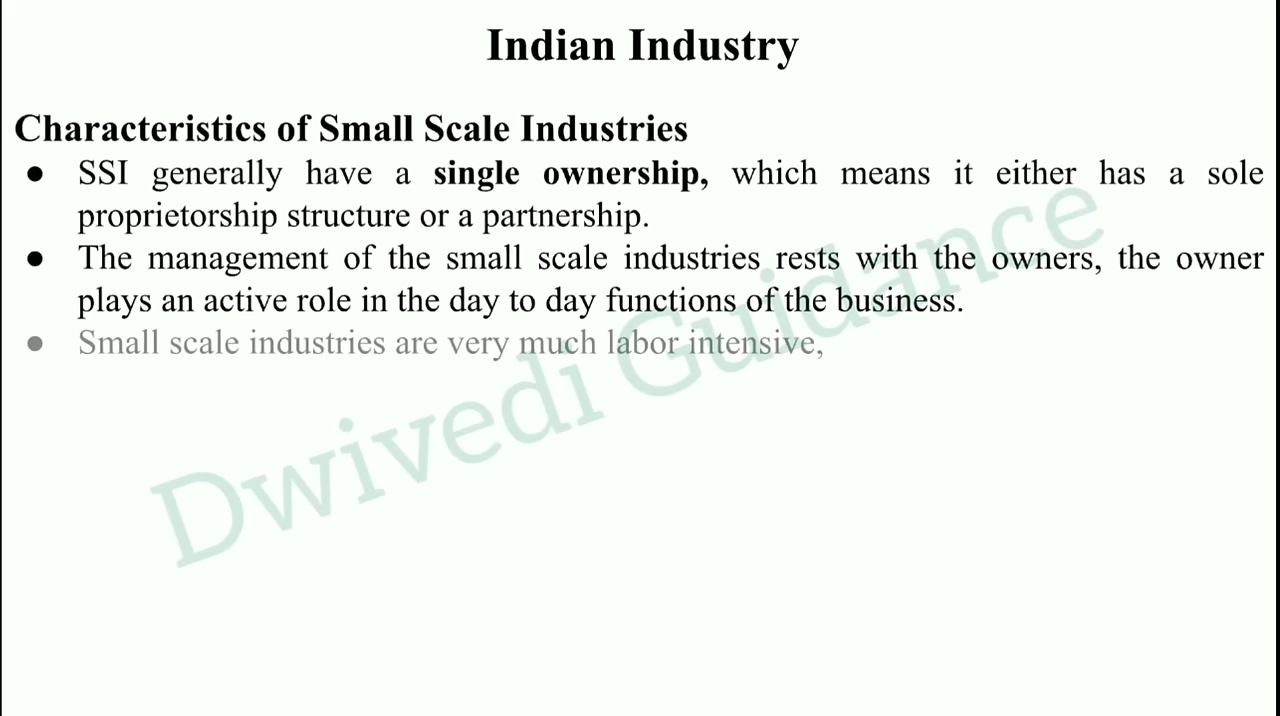 Indian Industry
Characteristics of Small Scale Industries
● SSI generally have a single ownership, which means it either has a sole
proprietorship structure or a partnership.
● The management of the small scale industries rests with the owners, the owner
plays an active role in the day to day functions of the business.
● Small scale industries are very much labor intensive,
Dwivedi Guidance